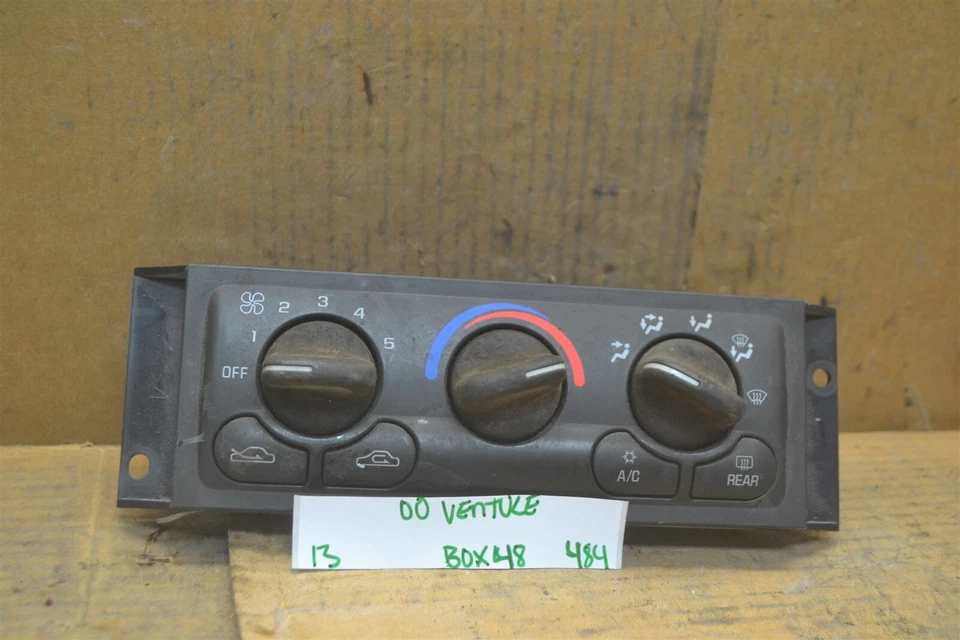 1 2 3 4 5
OFF
A/C
REAR
00 VENTURE
13 BOX48 484